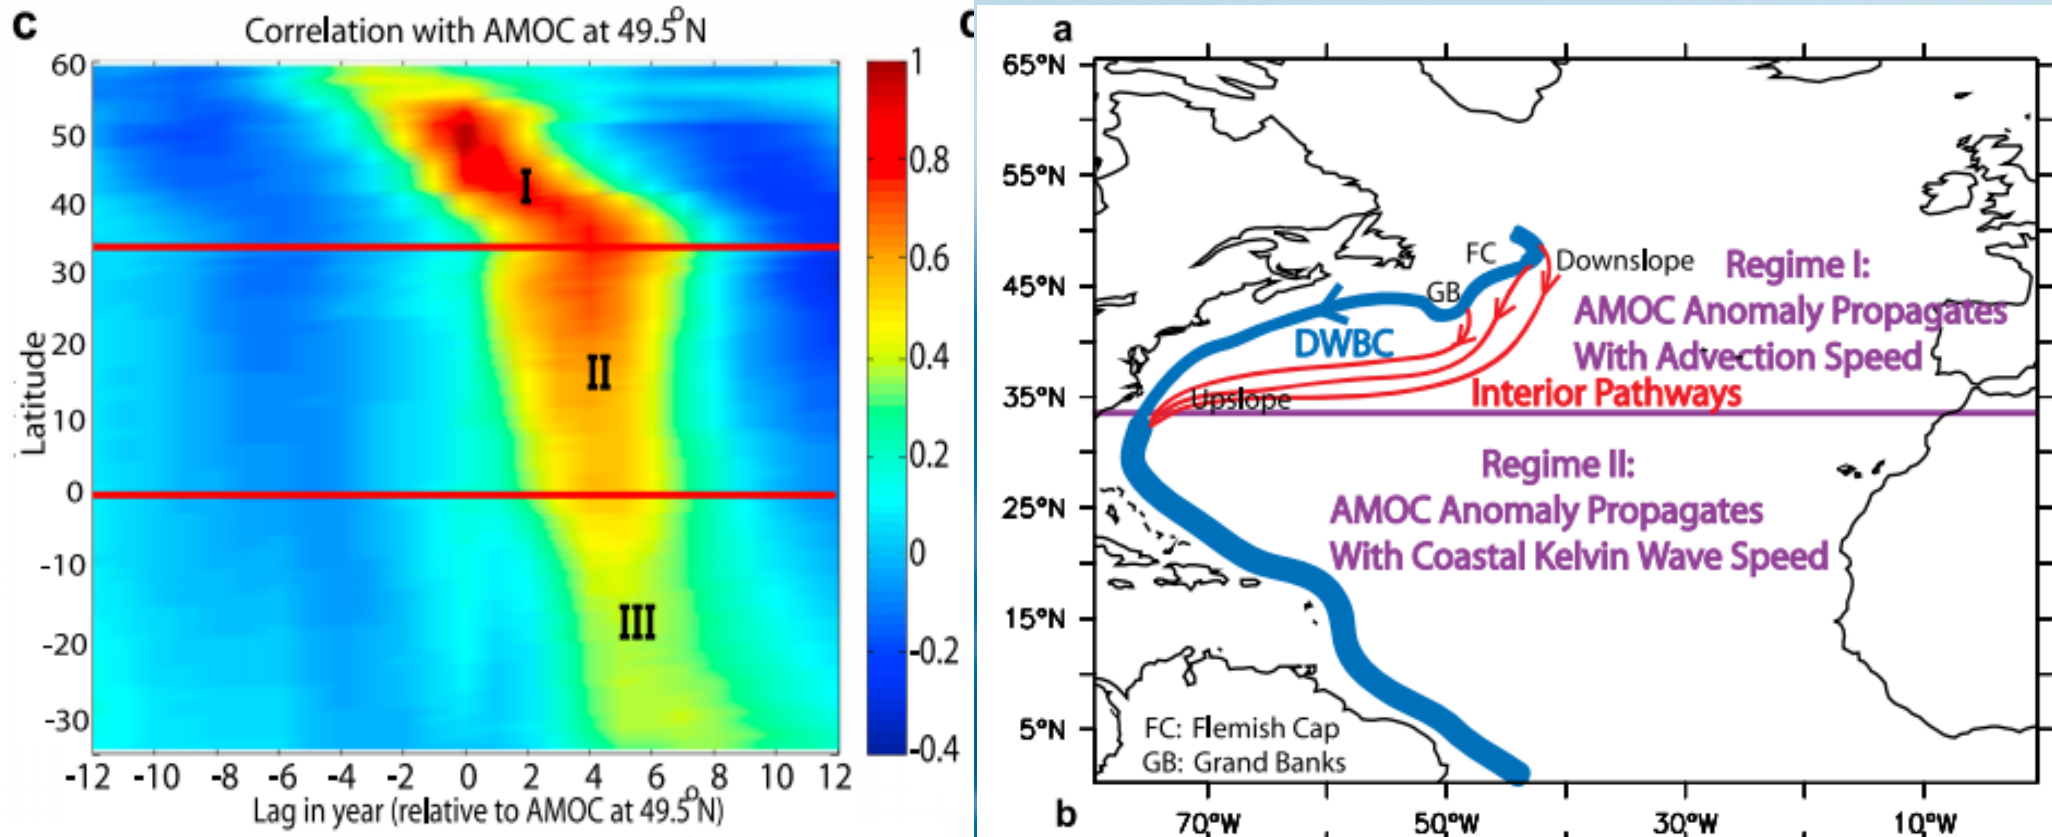 c
Correlation with AMOC at 49.5°N
60
50
40
30
20
10
0
-10
-20
-30
Latitude
I
II
III
-12 -10 -8 -6 -4 -2 0 2 4 6 8 10 12
Lag in year (relative to AMOC at 49.5°N)
1
0.8
0.6
0.4
0.2
0
-0.2
-0.4
a
65°N
55°N
45°N
35°N
25°N
15°N
5°N
FC
Downslope
GB
DWBC
Regime I:
AMOC Anomaly Propagates
With Advection Speed
Interior Pathways
Upslope
Regime II:
AMOC Anomaly Propagates
With Coastal Kelvin Wave Speed
FC: Flemish Cap
GB: Grand Banks
b
70°W 50°W 30°W 10°W